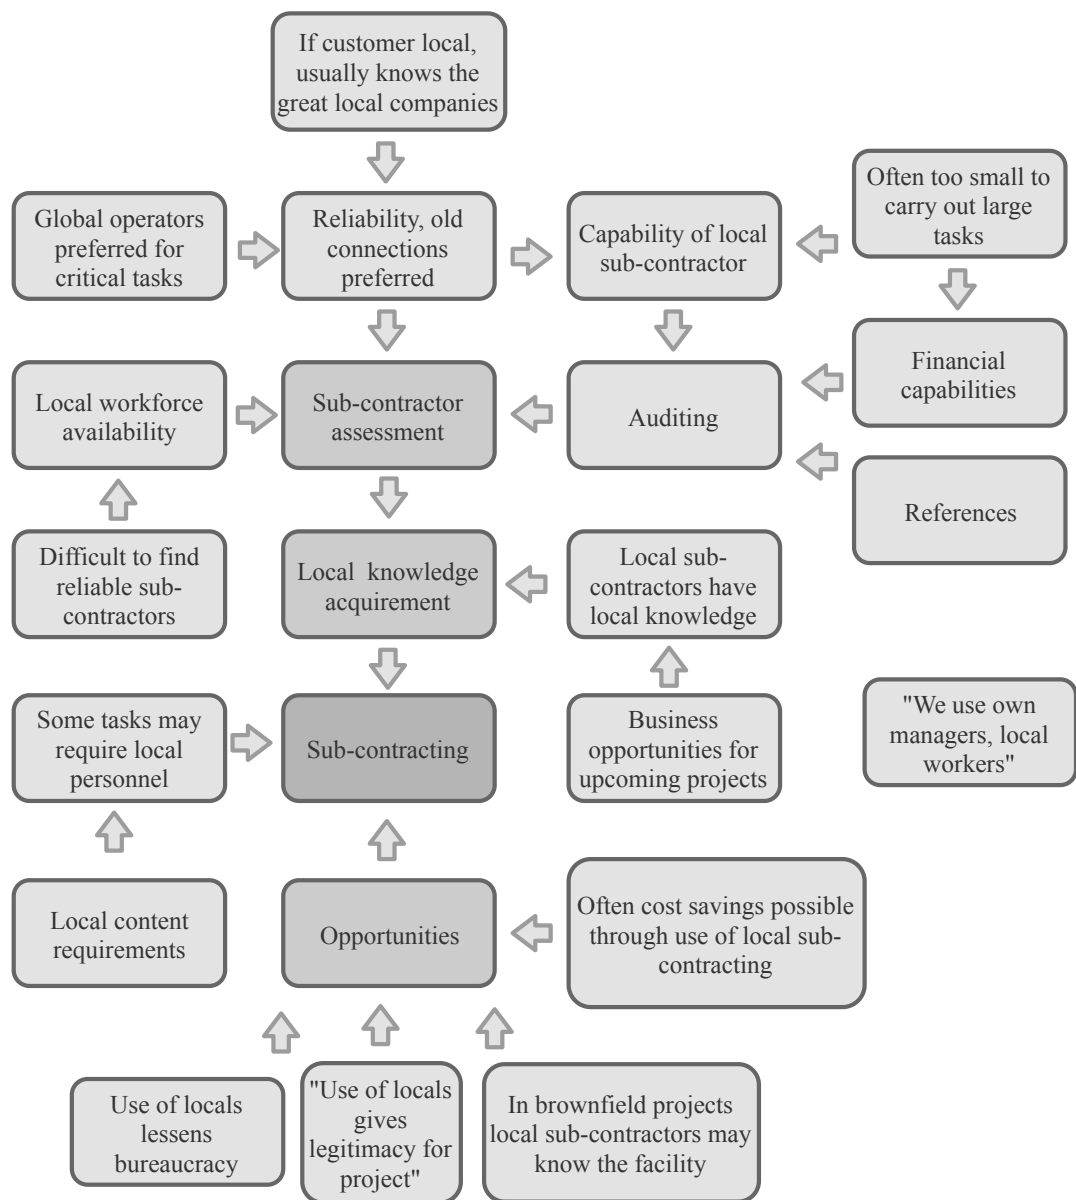 If customer local,
usually knows the
great local companies
Global operators
preferred for
critical tasks
Reliability, old
connections
preferred
Capability of local
sub-contractor
Often too small to
carry out large
tasks
Local workforce
availability
Sub-contractor
assessment
Auditing
Financial
capabilities
References
Difficult to find
reliable sub-
contractors
Local knowledge
acquirement
Local sub-
contractors have
local knowledge
Some tasks may
require local
personnel
Sub-contracting
Business
opportunities for
upcoming projects
"We use own
managers, local
workers"
Local content
requirements
Opportunities
Often cost savings possible
through use of local sub-
contracting
Use of locals
lessens
bureaucracy
"Use of locals
gives
legitimacy for
project"
In brownfield projects
local sub-contractors may
know the facility